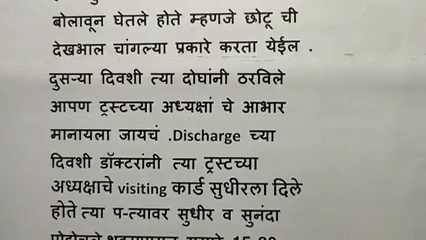 बोलावून घेतले होते म्हणजे छोटू ची
देखभाल चांगल्या प्रकारे करता येईल .
दुसऱ्या दिवशी त्या दोघांनी ठरविले
आपण ट्रस्टच्या अध्यक्षां चे आभार
मानायला जायचं .Discharge च्या
दिवशी डॉक्टरांनी त्या ट्रस्टच्या
अध्यक्षाचे visiting कार्ड सुधीरला दिले
होते त्या प-त्यावर सुधीर व सुनंदा